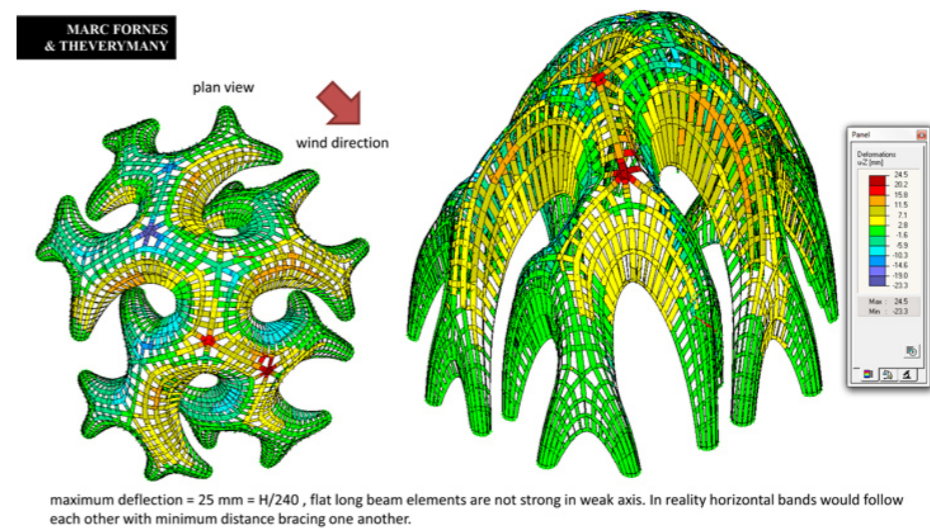 MARC FORNES
& THEVERYMANY
plan view
wind direction
Panel
Deformations
u-Z [mm]
24.5
20.2
15.8
11.5
7.1
2.8
-1.6
-5.9
-10.3
-14.6
-19.0
-23.3
Max : 24.5
Min : -23.3
maximum deflection = 25 mm = H/240 , flat long beam elements are not strong in weak axis. In reality horizontal bands would follow
each other with minimum distance bracing one another.